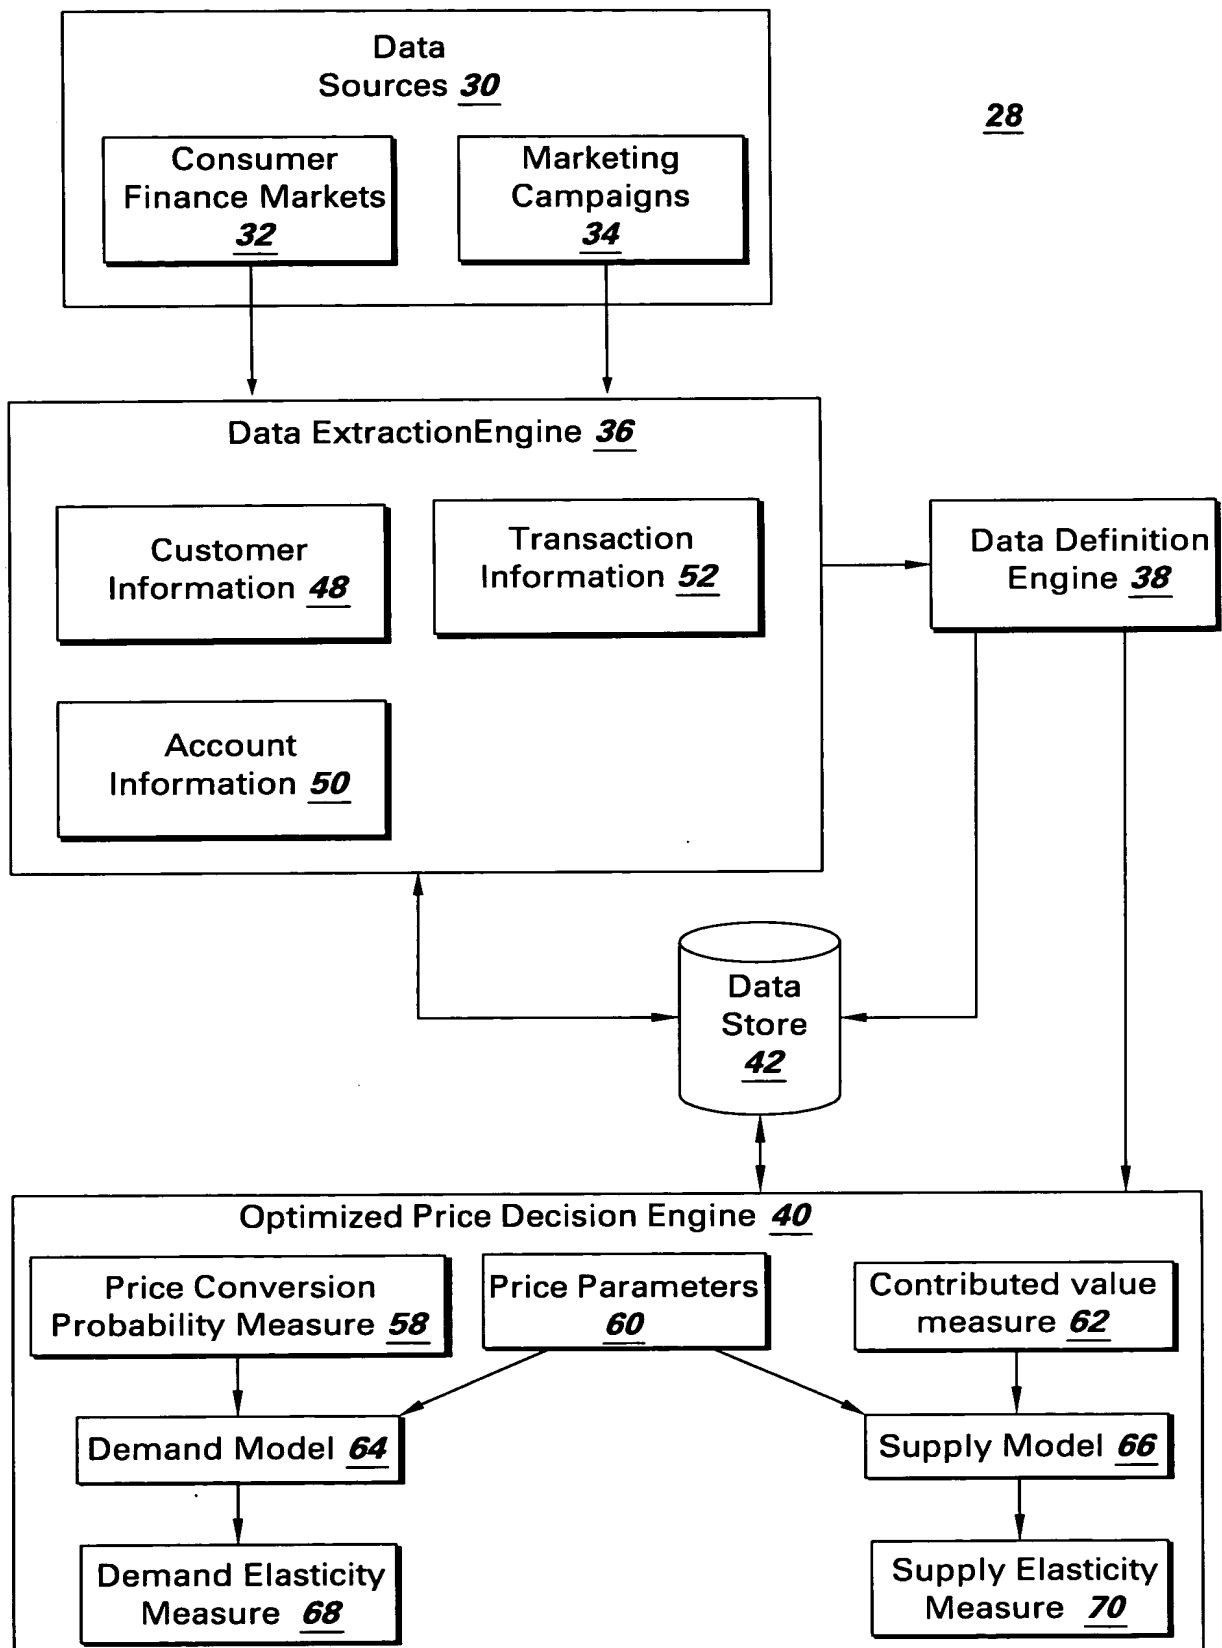 Data
Sources 30
28
Consumer
Finance Markets
32
Marketing
Campaigns
34
Data ExtractionEngine 36
Customer
Information 48
Transaction
Information 52
Data Definition
Engine 38
Account
Information 50
Data
Store
42
Optimized Price Decision Engine 40
Price Conversion
Probability Measure 58
Price Parameters
60
Contributed value
measure 62
Demand Model 64
Supply Model 66
Demand Elasticity
Measure 68
Supply Elasticity
Measure 70